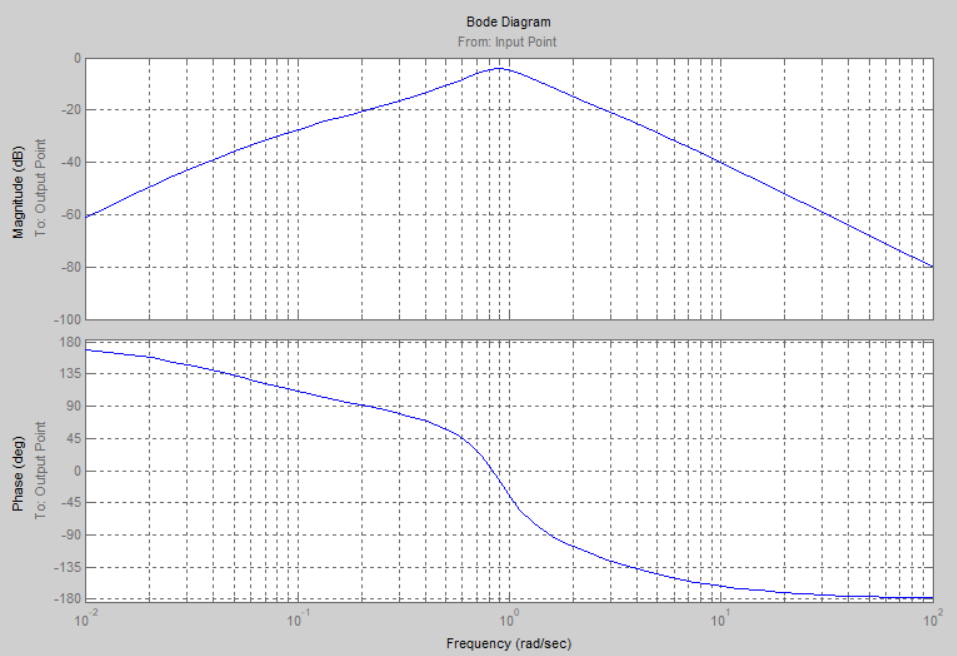 Bode Diagram
From: Input Point
Magnitude (dB)
To: Output Point
0
-20
-40
-60
-80
-100
Phase (deg)
To: Output Point
180
135
90
45
0
-45
-90
-135
-180
10^-2
10^-1
10^0
10^1
10^2
Frequency (rad/sec)